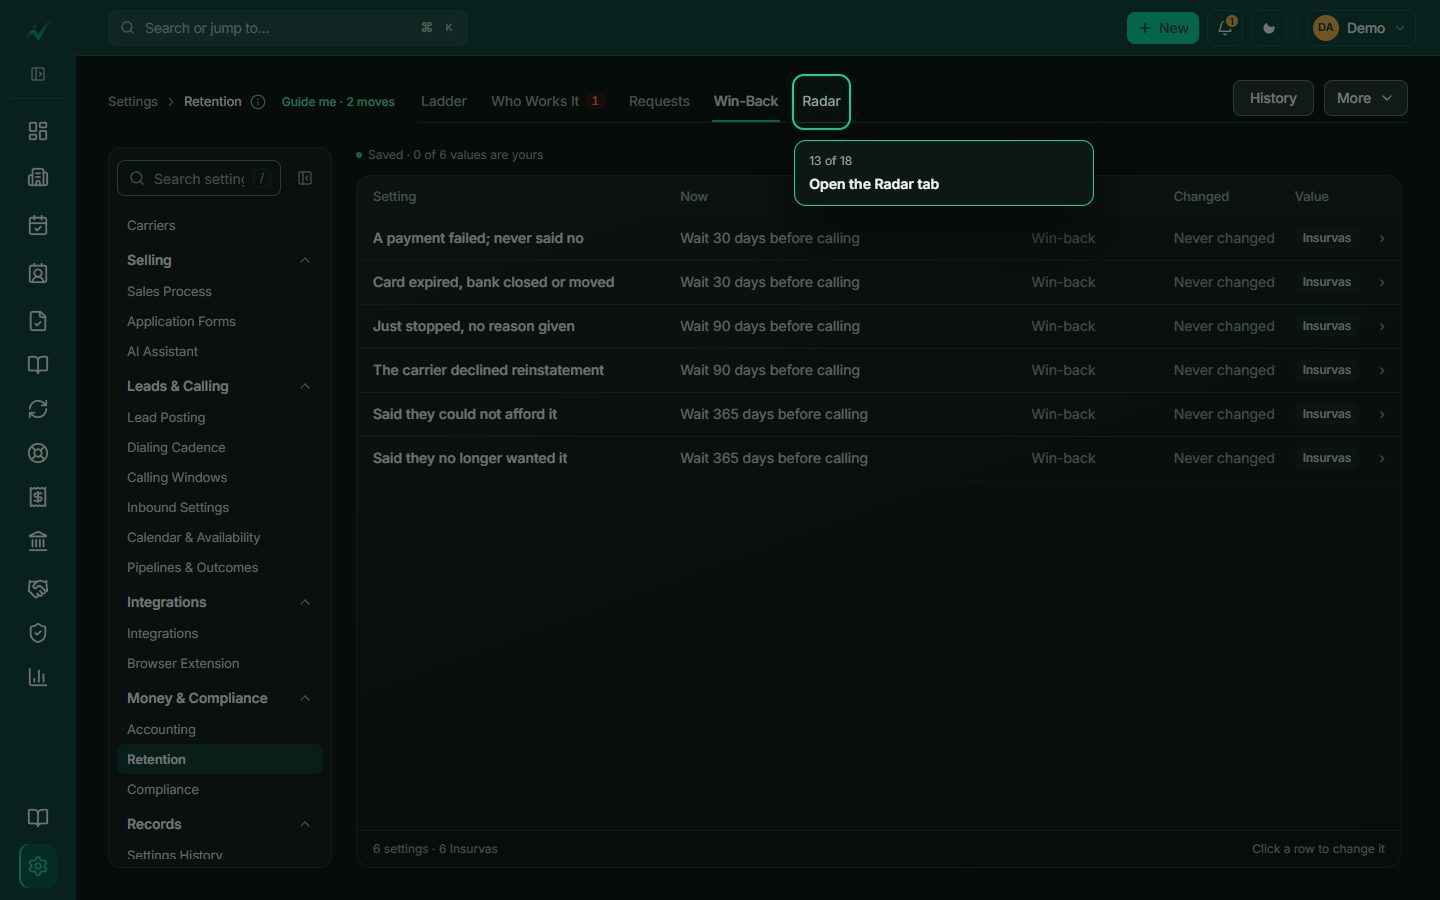 Search or jump to...
⌘ K
New
1
DA
Demo
Settings
Retention
Guide me · 2 moves
Ladder
Who Works It 1
Requests
Win-Back
Radar
History
More
13 of 18
Open the Radar tab
Saved · 0 of 6 values are yours
Search setting /
Carriers
Selling
Sales Process
Application Forms
AI Assistant
Leads & Calling
Lead Posting
Dialing Cadence
Calling Windows
Inbound Settings
Calendar & Availability
Pipelines & Outcomes
Integrations
Integrations
Browser Extension
Money & Compliance
Accounting
Retention
Compliance
Records
Settings History
Setting Now Changed Value
A payment failed; never said no Wait 30 days before calling Win-back Never changed Insurvas
Card expired, bank closed or moved Wait 30 days before calling Win-back Never changed Insurvas
Just stopped, no reason given Wait 90 days before calling Win-back Never changed Insurvas
The carrier declined reinstatement Wait 90 days before calling Win-back Never changed Insurvas
Said they could not afford it Wait 365 days before calling Win-back Never changed Insurvas
Said they no longer wanted it Wait 365 days before calling Win-back Never changed Insurvas
6 settings · 6 Insurvas
Click a row to change it